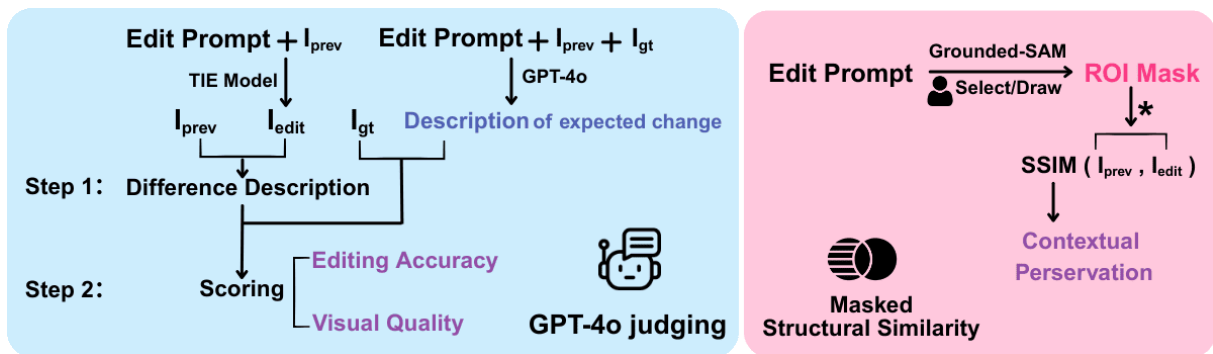 Edit Prompt + Iprev
Edit Prompt + Iprev + Igt
TIE Model
GPT-4o
Iprev Iedit Igt Description of expected change
Step 1: Difference Description
Step 2: Scoring
Editing Accuracy
Visual Quality
GPT-4o judging
Edit Prompt
Grounded-SAM
Select/Draw
ROI Mask
*
SSIM ( Iprev , Iedit )
Contextual
Perservation
Masked
Structural Similarity